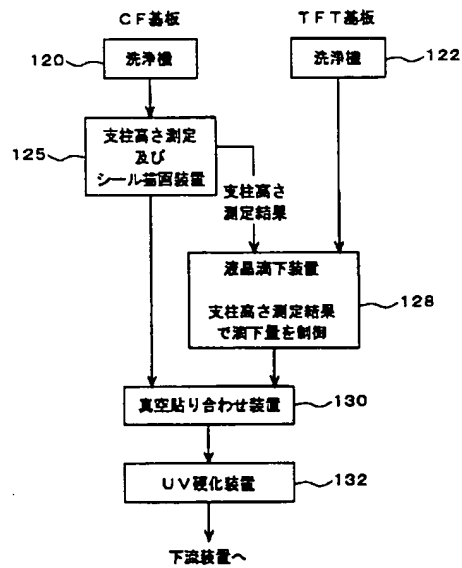 CF基板
TFT基板
120
洗浄機
洗浄機
122
125
支柱高さ測定
及び
シール描画装置
支柱高さ
測定結果
液晶滴下装置
支柱高さ測定結果
で滴下量を制御
128
真空貼り合わせ装置
130
UV硬化装置
132
下流装置へ